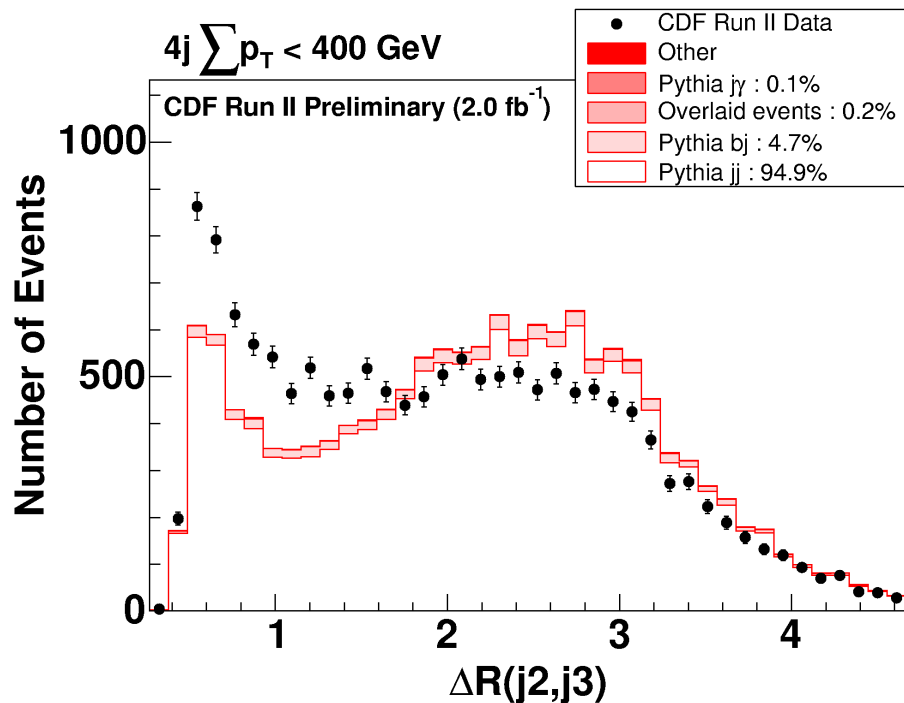 4j ∑p_T < 400 GeV
CDF Run II Preliminary (2.0 fb⁻¹)
CDF Run II Data
Other
Pythia jγ : 0.1%
Overlaid events : 0.2%
Pythia bj : 4.7%
Pythia jj : 94.9%
Number of Events
1000
500
0
1 2 3 4
ΔR(j2,j3)